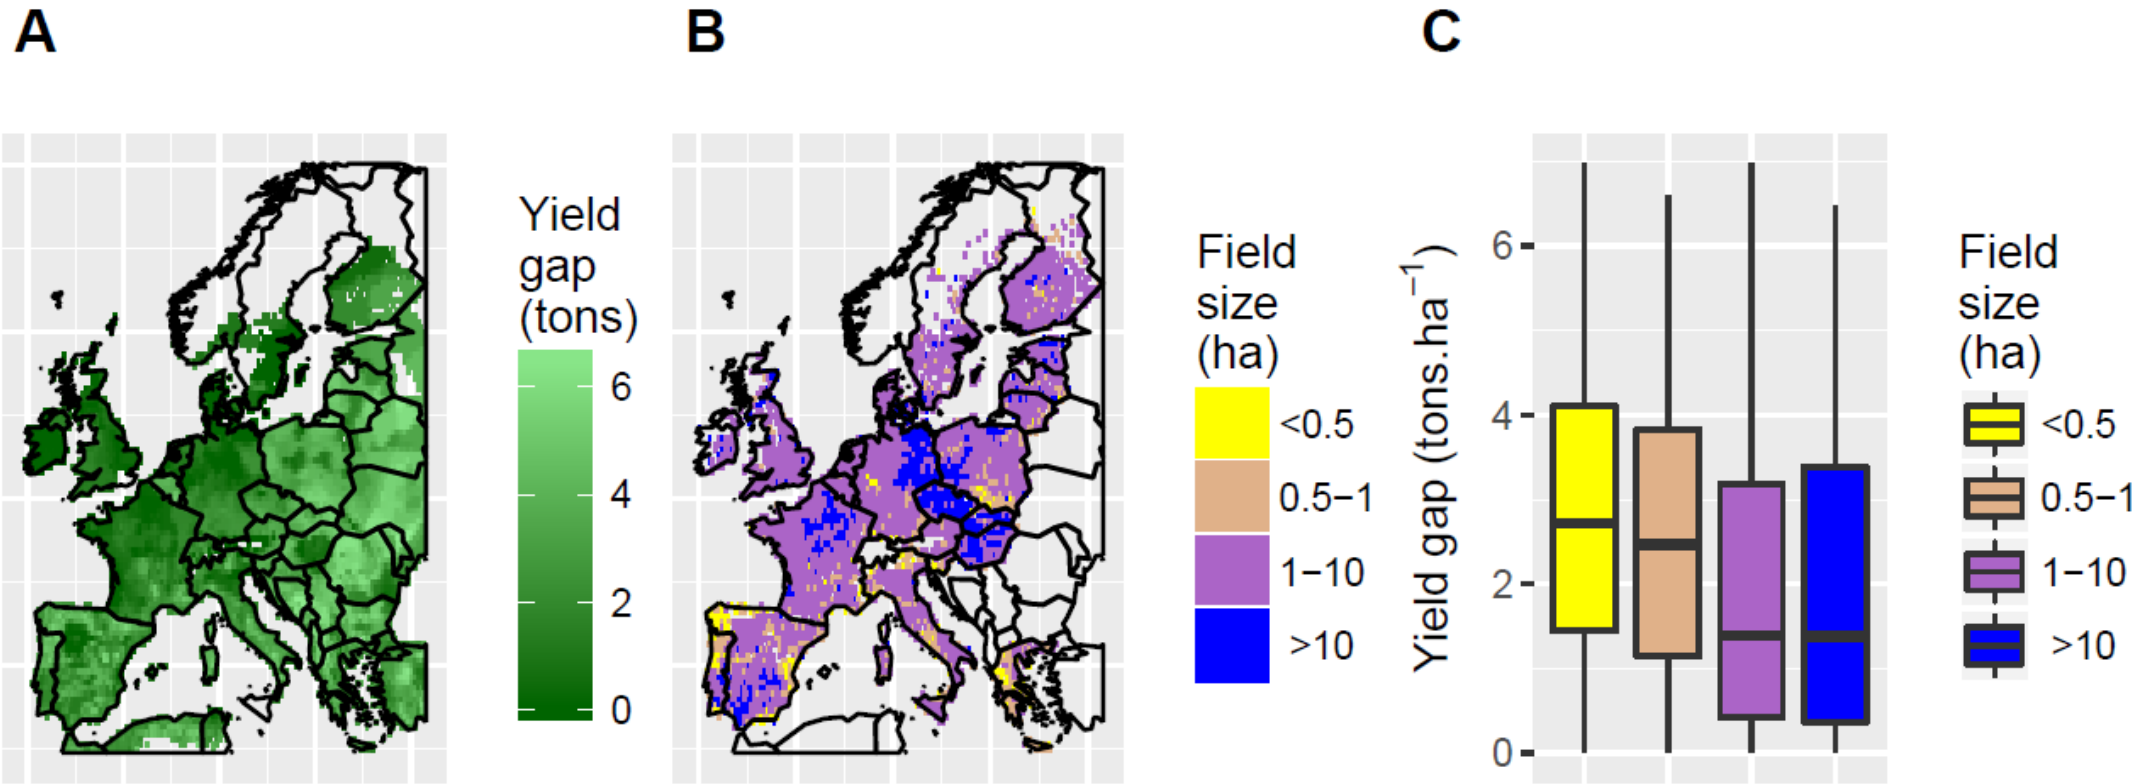 A
B
C
Yield
gap
(tons)
6
4
2
0
Field
size
(ha)
<0.5
0.5−1
1−10
>10
Yield gap (tons.ha−1)
6
4
2
0
Field
size
(ha)
<0.5
0.5−1
1−10
>10